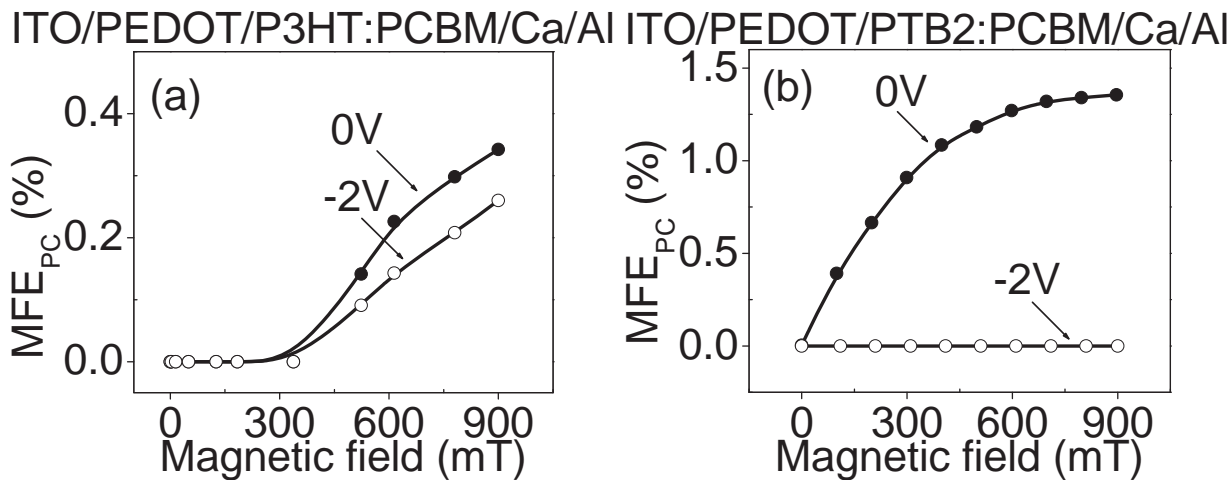 ITO/PEDOT/P3HT:PCBM/Ca/Al
(a)
0V
-2V
0.4
0.2
0.0
MFE_PC (%)
0 300 600 900
Magnetic field (mT)
ITO/PEDOT/PTB2:PCBM/Ca/Al
(b)
0V
-2V
1.5
1.0
0.5
0.0
MFE_PC (%)
0 300 600 900
Magnetic field (mT)